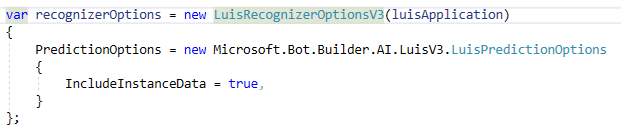 var recognizerOptions = new LuisRecognizerOptionsV3(luisApplication)
{
    PredictionOptions = new Microsoft.Bot.Builder.AI.LuisV3.LuisPredictionOptions
    {
        IncludeInstanceData = true,
    }
};